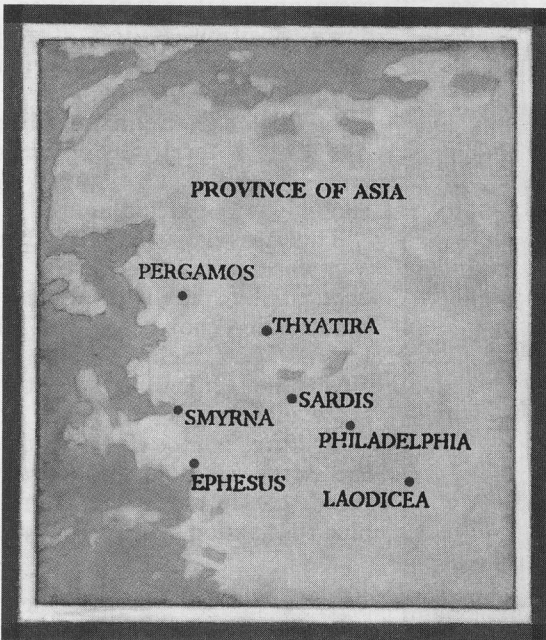 PROVINCE OF ASIA
PERGAMOS
THYATIRA
SARDIS
SMYRNA
PHILADELPHIA
EPHESUS
LAODICEA